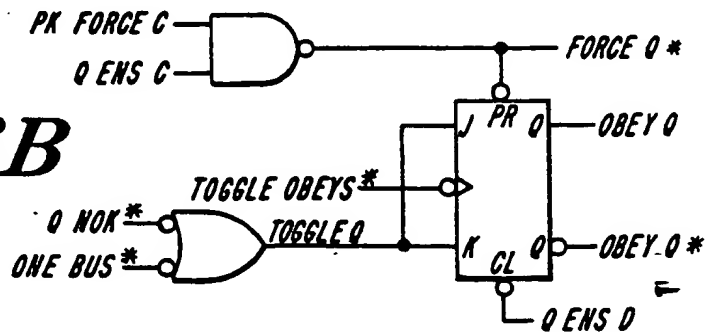 PK FORCE C
Q ENS C
FORCE Q *
J PR Q
OBEY Q
TOGGLE OBEYS*
Q NOK *
TOGGLE Q
ONE BUS *
K Q
OBEY Q *
CL
Q ENS D